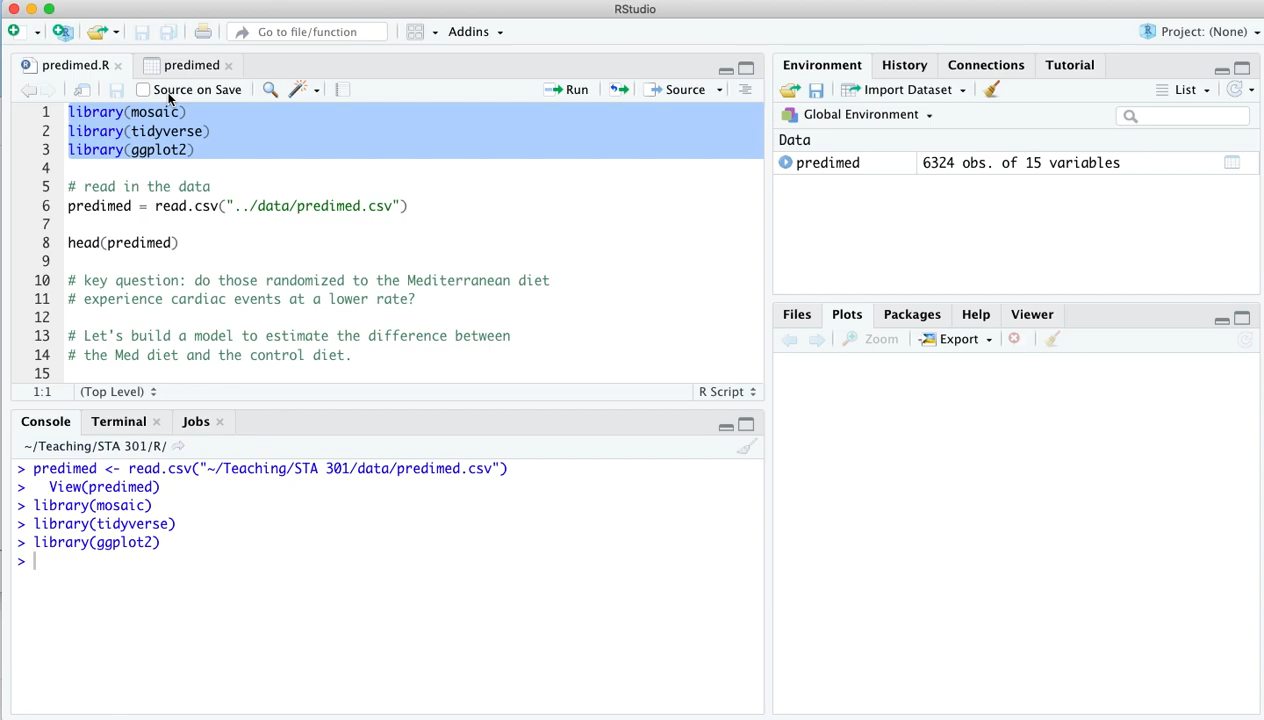 RStudio
Go to file/function
Addins
Project: (None)
predimed.R
predimed
Source on Save
Run
Source
1 library(mosaic)
2 library(tidyverse)
3 library(ggplot2)
4
5 # read in the data
6 predimed = read.csv("../data/predimed.csv")
7
8 head(predimed)
9
10 # key question: do those randomized to the Mediterranean diet
11 # experience cardiac events at a lower rate?
12
13 # Let's build a model to estimate the difference between
14 # the Med diet and the control diet.
15
1:1 (Top Level) R Script
Console Terminal Jobs
~/Teaching/STA 301/R/
> predimed <- read.csv("~/Teaching/STA 301/data/predimed.csv")
>   View(predimed)
> library(mosaic)
> library(tidyverse)
> library(ggplot2)
>
Environment History Connections Tutorial
Import Dataset List
Global Environment
Data
predimed 6324 obs. of 15 variables
Files Plots Packages Help Viewer
Zoom Export